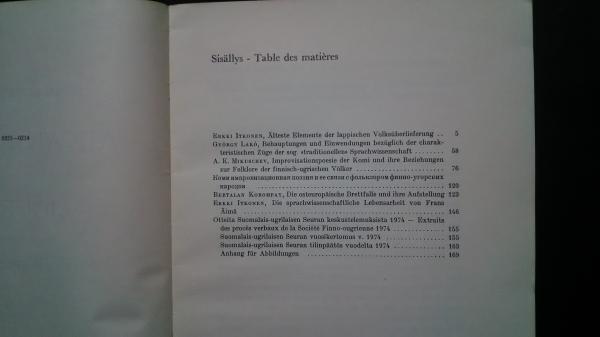 0355—0214
Sisällys - Table des matières
ERKKI ITKONEN, Älteste Elemente der lappischen Volksüberlieferung .. 5
GYÖRGY LAKÓ, Behauptungen und Einwendungen bezüglich der charak-
teristischen Züge der sog. »traditionellen» Sprachwissenschaft ........ 58
A. K. MIKUSCHEV, Improvisationpoesie der Komi und ihre Beziehungen
zur Folklore der finnisch-ugrischen Völker ........ 76
Коми импровизационная поэзия и ее связи с фольклором финно-угорских
народов ........ 120
BERTALAN KOROMPAY, Die osteuropäische Brettfalle und ihre Aufstellung 123
ERKKI ITKONEN, Die sprachwissenschaftliche Lebensarbeit von Frans
Äimä ........ 146
Otteita Suomalais-ugrilaisen Seuran keskustelemuksista 1974 — Extraits
des procès verbaux de la Société Finno-ougrienne 1974 ........ 155
Suomalais-ugrilaisen Seuran vuosikertomus v. 1974 ........ 155
Suomalais-ugrilaisen Seuran tilinpäätös vuodelta 1974 ........ 163
Anhang für Abbildungen ........ 169